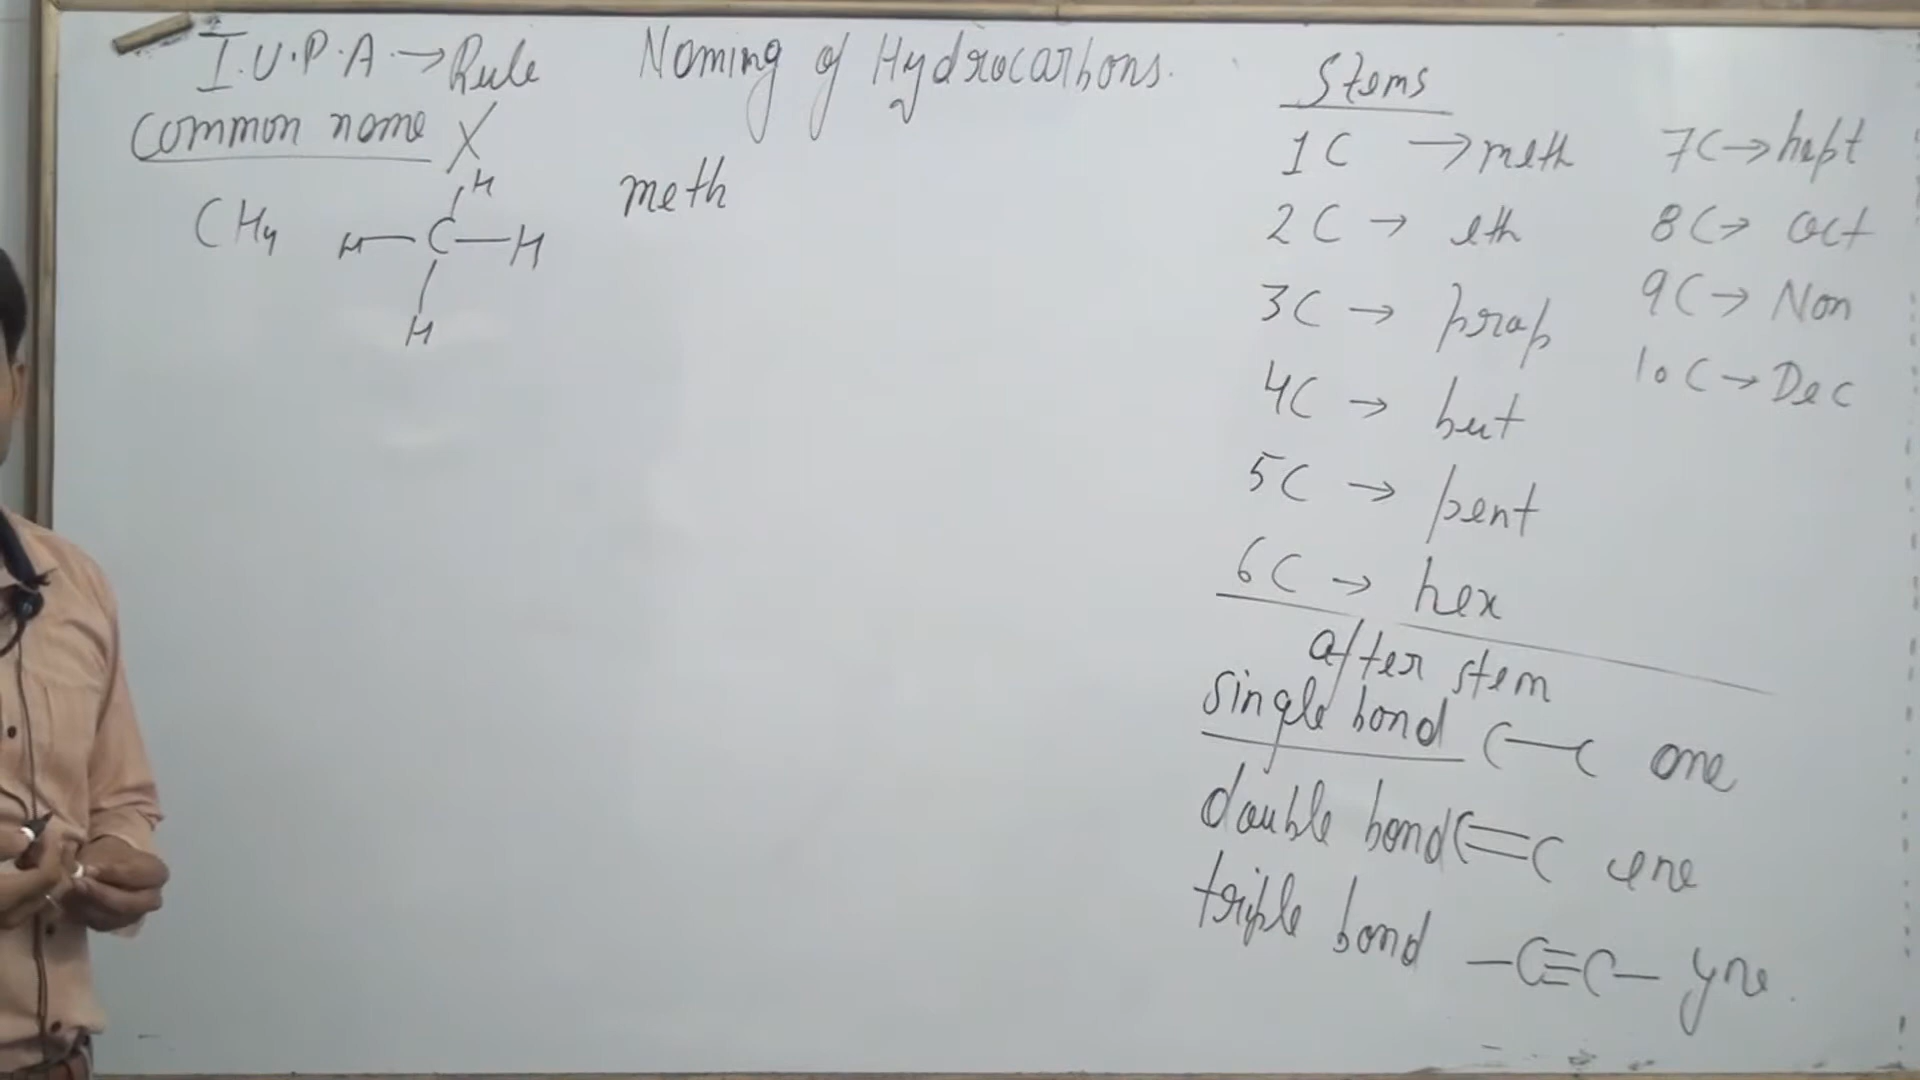 I.U.P.A. → Rule
Common name X
CH4
H
H — C — H
H
Naming of Hydrocarbons.
meth
Stems
1C → meth
2C → eth
3C → prop
4C → but
5C → pent
6C → hex
7C → hept
8C → Oct
9C → Non
10C → Dec
after stem
single bond C—C ane
double bond C=C ene
triple bond —C≡C— yne.